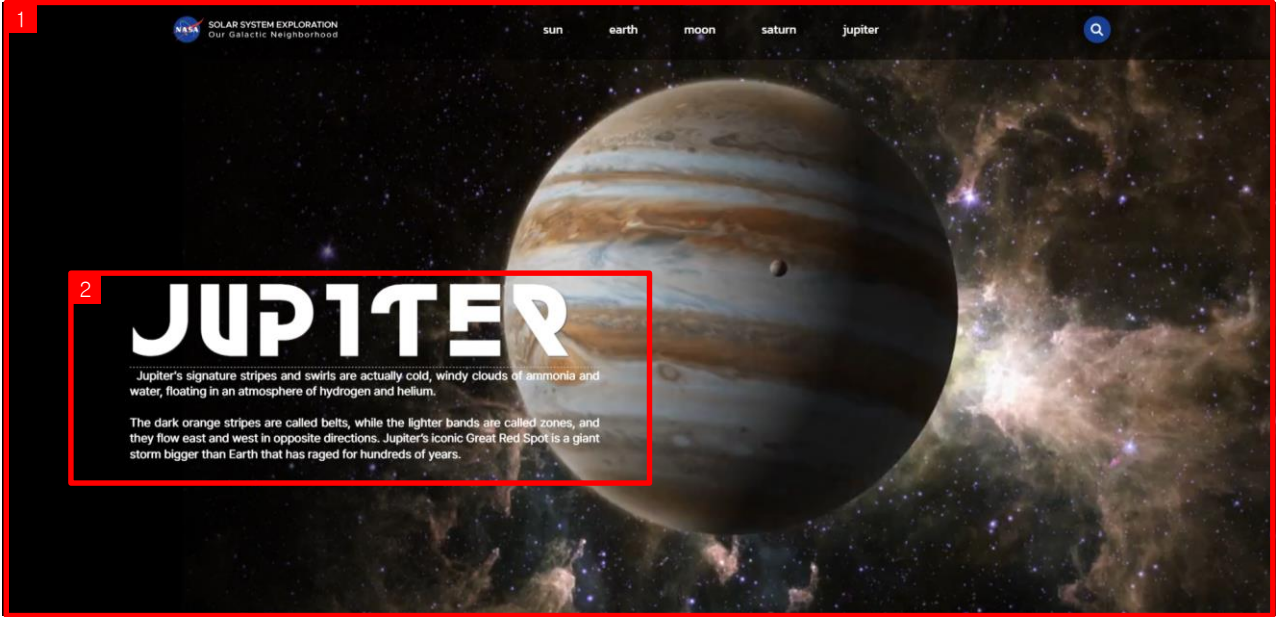 1
NASA
SOLAR SYSTEM EXPLORATION
Our Galactic Neighborhood
sun earth moon saturn jupiter
2
JUPITER
Jupiter's signature stripes and swirls are actually cold, windy clouds of ammonia and
water, floating in an atmosphere of hydrogen and helium.
The dark orange stripes are called belts, while the lighter bands are called zones, and
they flow east and west in opposite directions. Jupiter's iconic Great Red Spot is a giant
storm bigger than Earth that has raged for hundreds of years.